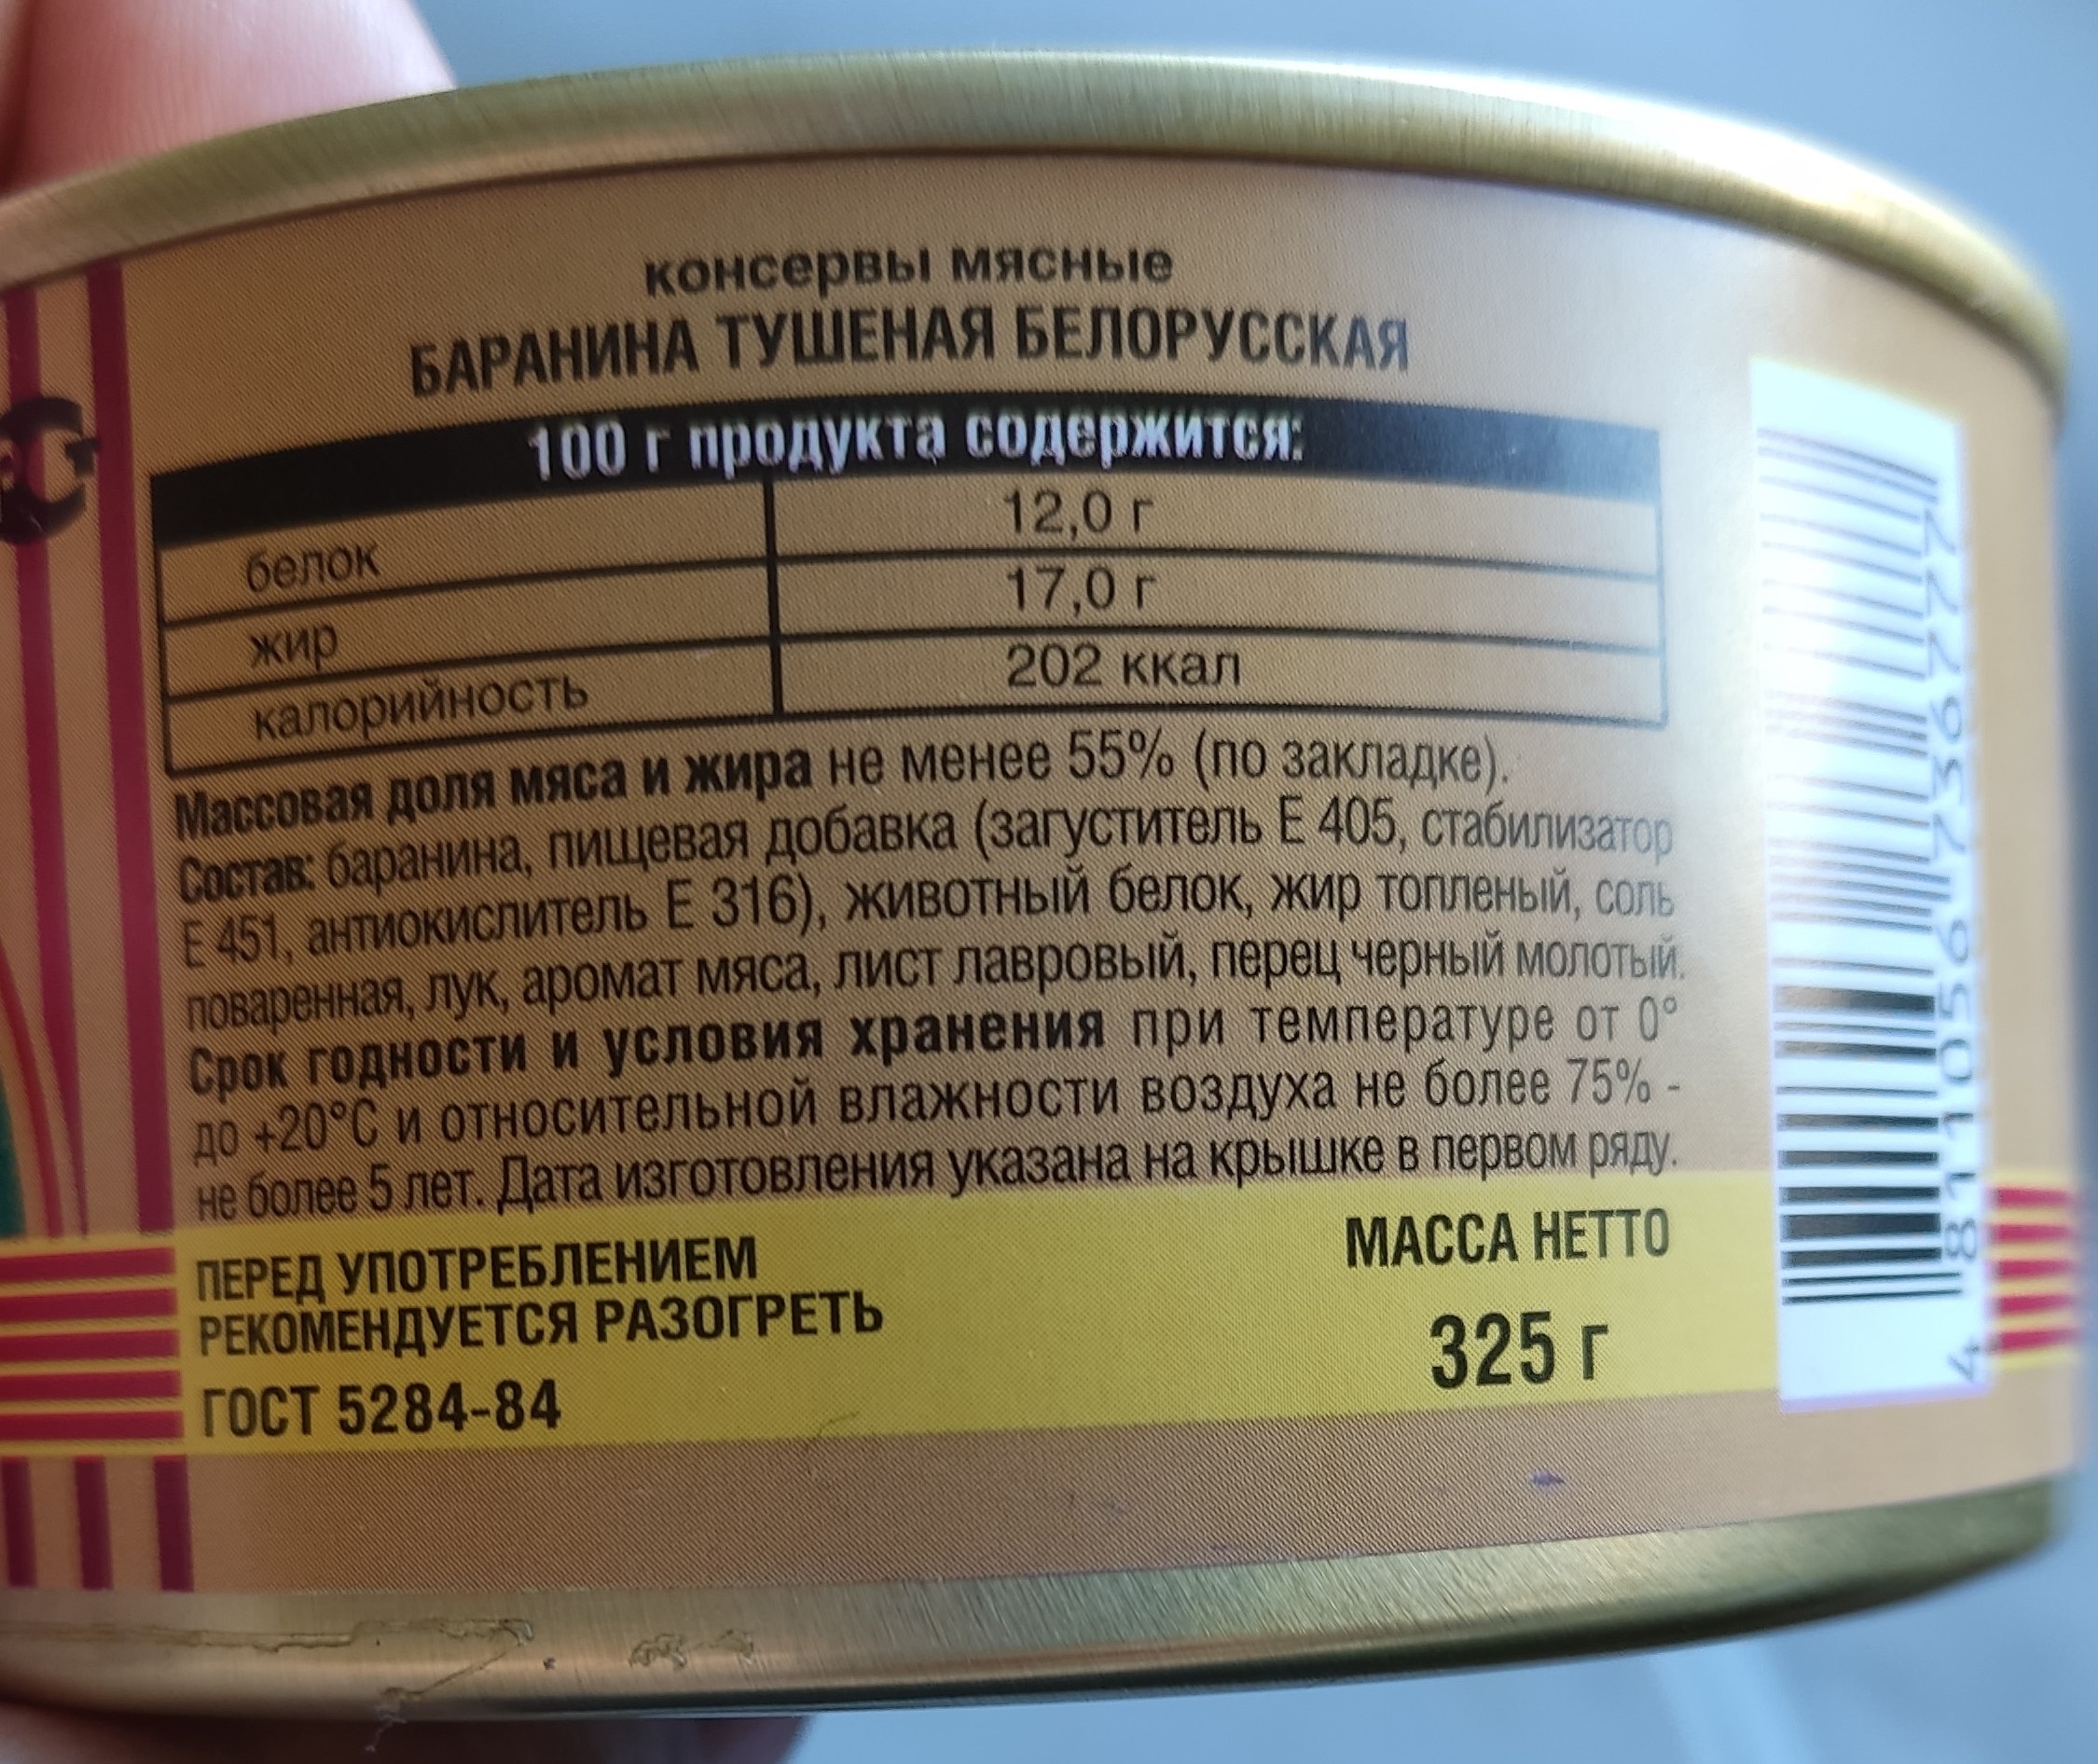 консервы мясные
БАРАНИНА ТУШЕНАЯ БЕЛОРУССКАЯ
100 г продукта содержится:
белок 12,0 г
жир 17,0 г
калорийность 202 ккал
Массовая доля мяса и жира не менее 55% (по закладке).
Состав: баранина, пищевая добавка (загуститель Е 405, стабилизатор
Е 451, антиокислитель Е 316), животный белок, жир топленый, соль
поваренная, лук, аромат мяса, лист лавровый, перец черный молотый.
Срок годности и условия хранения при температуре от 0°
до +20°С и относительной влажности воздуха не более 75% -
не более 5 лет. Дата изготовления указана на крышке в первом ряду.
ПЕРЕД УПОТРЕБЛЕНИЕМ
РЕКОМЕНДУЕТСЯ РАЗОГРЕТЬ
ГОСТ 5284-84
МАССА НЕТТО
325 г
4 811056 736777